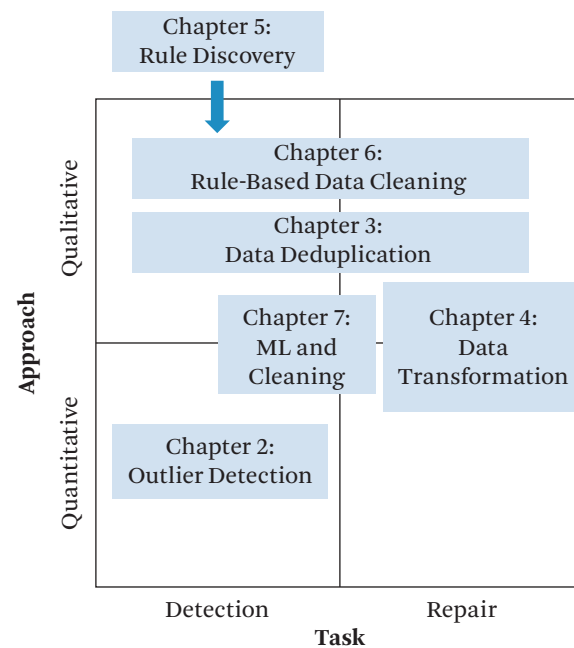 Chapter 5:
Rule Discovery
Chapter 6:
Rule-Based Data Cleaning
Chapter 3:
Data Deduplication
Chapter 7:
ML and
Cleaning
Chapter 4:
Data
Transformation
Chapter 2:
Outlier Detection
Approach
Qualitative
Quantitative
Detection
Repair
Task